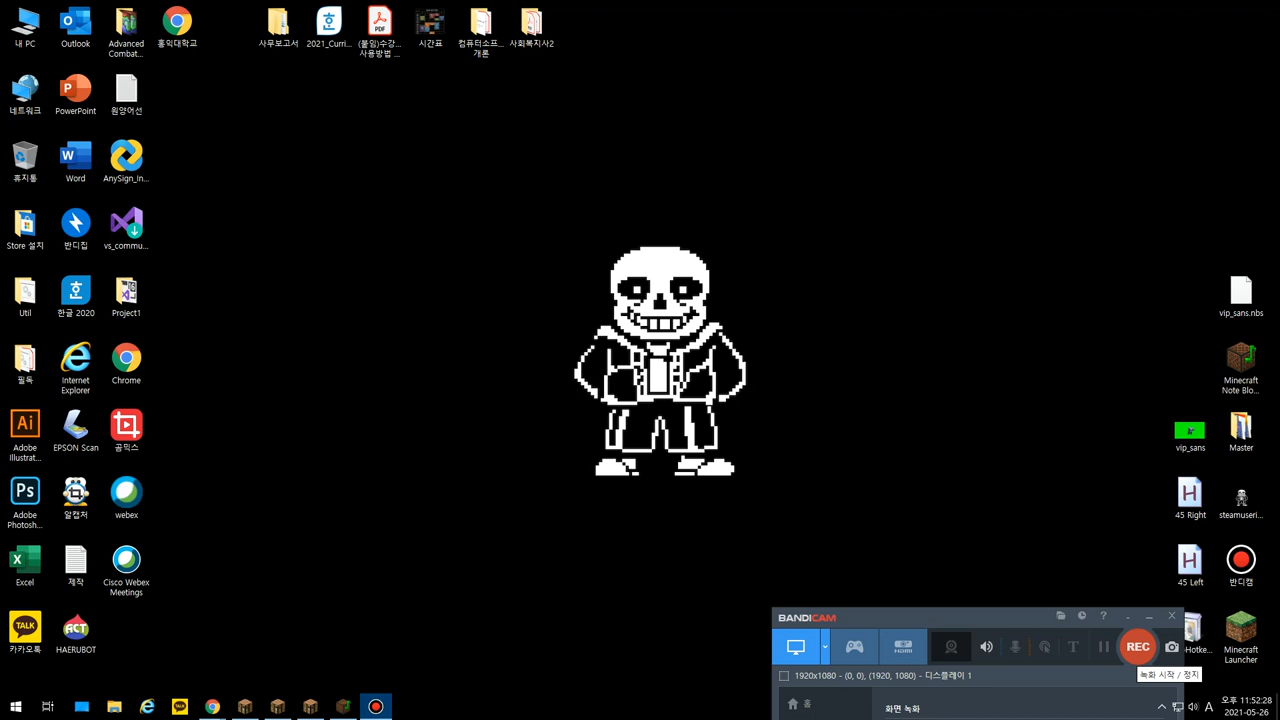 내 PC
Outlook
Advanced
Combat...
홍익대학교
사무보고서
2021_Curri...
(붙임)수강...
사용방법 ...
시간표
컴퓨터소프...
개론
사회복지사2
네트워크
PowerPoint
원양어선
휴지통
Word
AnySign_In...
Store 설치
반디집
vs_commu...
Util
한글 2020
Project1
필독
Internet
Explorer
Chrome
Adobe
Illustrat...
EPSON Scan
곰믹스
Adobe
Photosh...
알캡처
webex
Excel
제작
Cisco Webex
Meetings
카카오톡
HAERUBOT
vip_sans.nbs
Minecraft
Note Blo...
vip_sans
Master
45 Right
steamuseri...
45 Left
반디캠
-Hotke...
Minecraft
Launcher
BANDICAM
HDMI
REC
녹화 시작 / 정지
1920x1080 - (0, 0), (1920, 1080) - 디스플레이 1
홈
화면 녹화
A
오후 11:52:28
2021-05-26